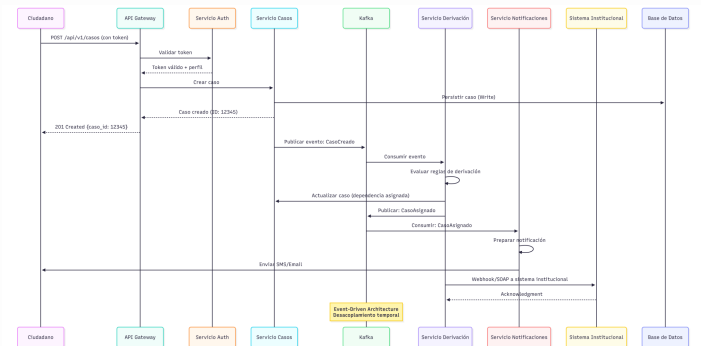 Ciudadano
API Gateway
Servicio Auth
Servicio Casos
Kafka
Servicio Derivación
Servicio Notificaciones
Sistema Institucional
Base de Datos
POST /api/v1/casos (con token)
Validar token
Token válido + perfil
Crear caso
Persistir caso (Write)
Caso creado (ID: 12345)
201 Created {caso_id: 12345}
Publicar evento: CasoCreado
Consumir evento
Evaluar reglas de derivación
Actualizar caso (dependencia asignada)
Publicar: CasoAsignado
Consumir: CasoAsignado
Preparar notificación
Enviar SMS/Email
Webhook/SOAP a sistema institucional
Acknowledgment
Event-Driven Architecture
Desacoplamiento temporal
Ciudadano
API Gateway
Servicio Auth
Servicio Casos
Kafka
Servicio Derivación
Servicio Notificaciones
Sistema Institucional
Base de Datos